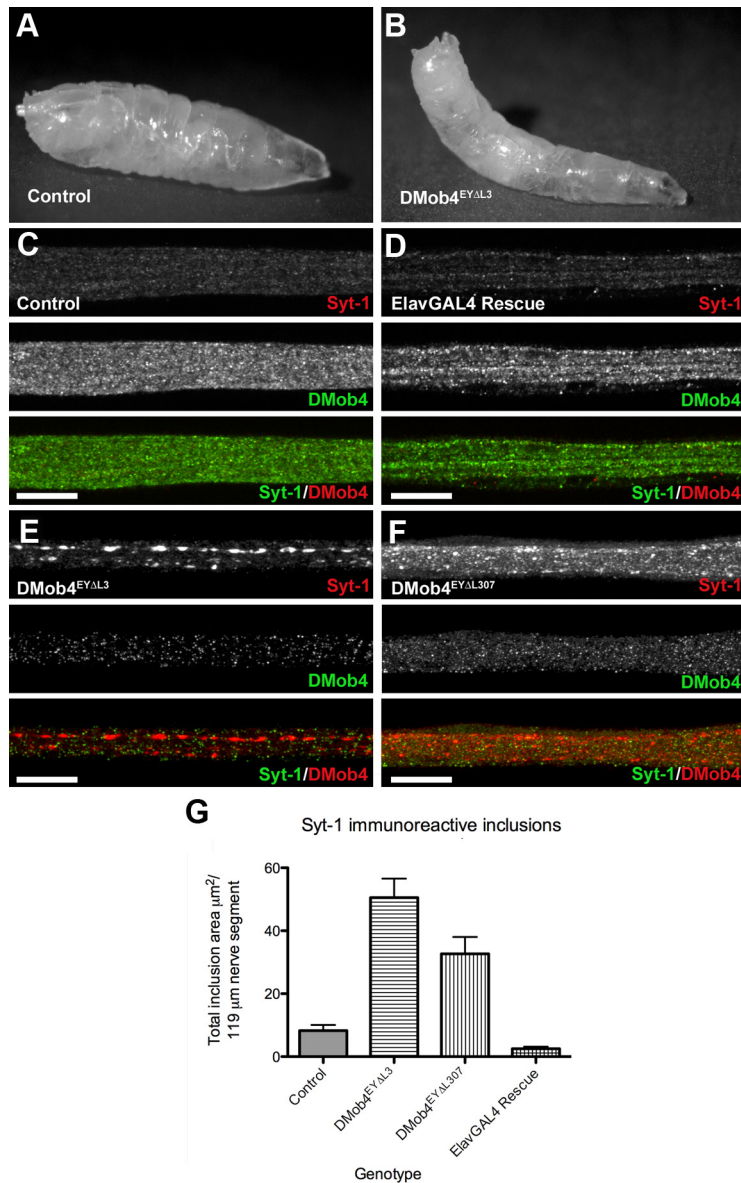 A
Control
B
DMob4EYΔL3
C
Control
Syt-1
DMob4
Syt-1/DMob4
D
ElavGAL4 Rescue
Syt-1
DMob4
Syt-1/DMob4
E
DMob4EYΔL3
Syt-1
DMob4
Syt-1/DMob4
F
DMob4EYΔL307
Syt-1
DMob4
Syt-1/DMob4
G
Syt-1 immunoreactive inclusions
Total inclusion area μm²/
119 μm nerve segment
60
40
20
0
Control
DMob4EYΔL3
DMob4EYΔL307
ElavGAL4 Rescue
Genotype